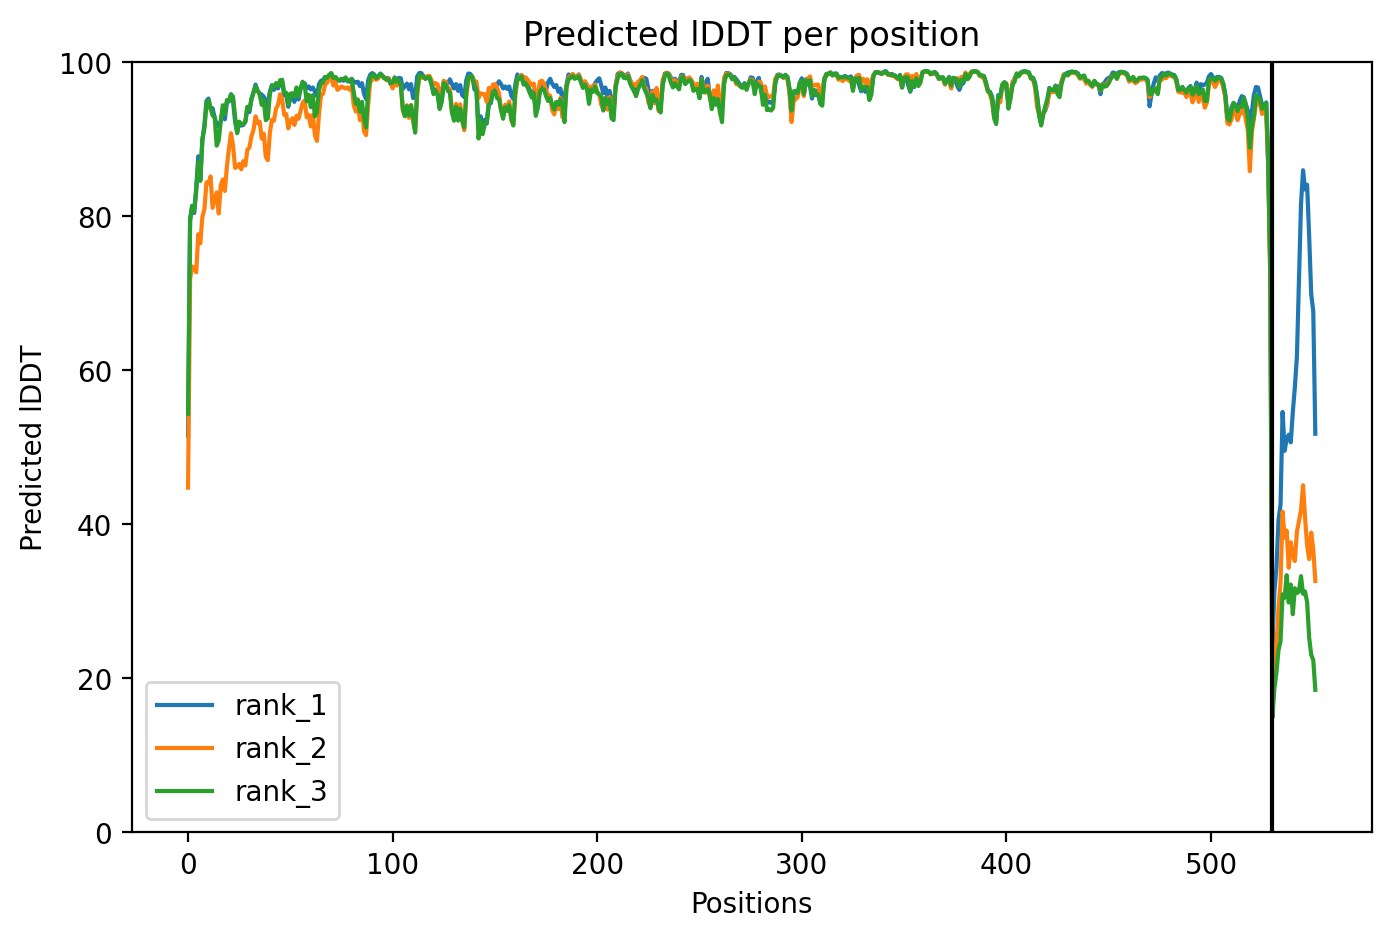 Predicted lDDT per position
100
80
60
40
20
0
Predicted lDDT
rank_1
rank_2
rank_3
0 100 200 300 400 500
Positions